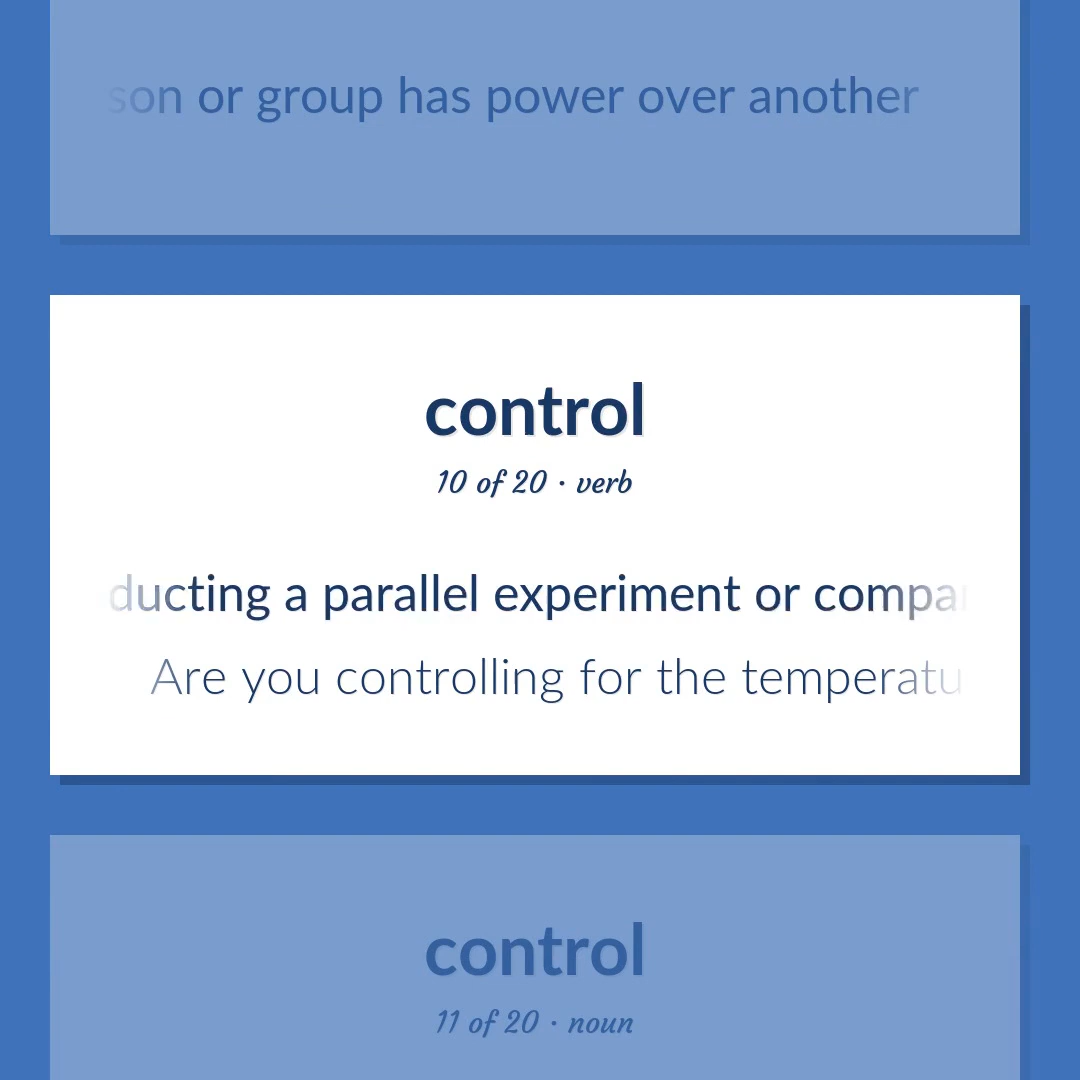 son or group has power over another
control
10 of 20 · verb
ducting a parallel experiment or compar
Are you controlling for the temperatu
control
11 of 20 · noun